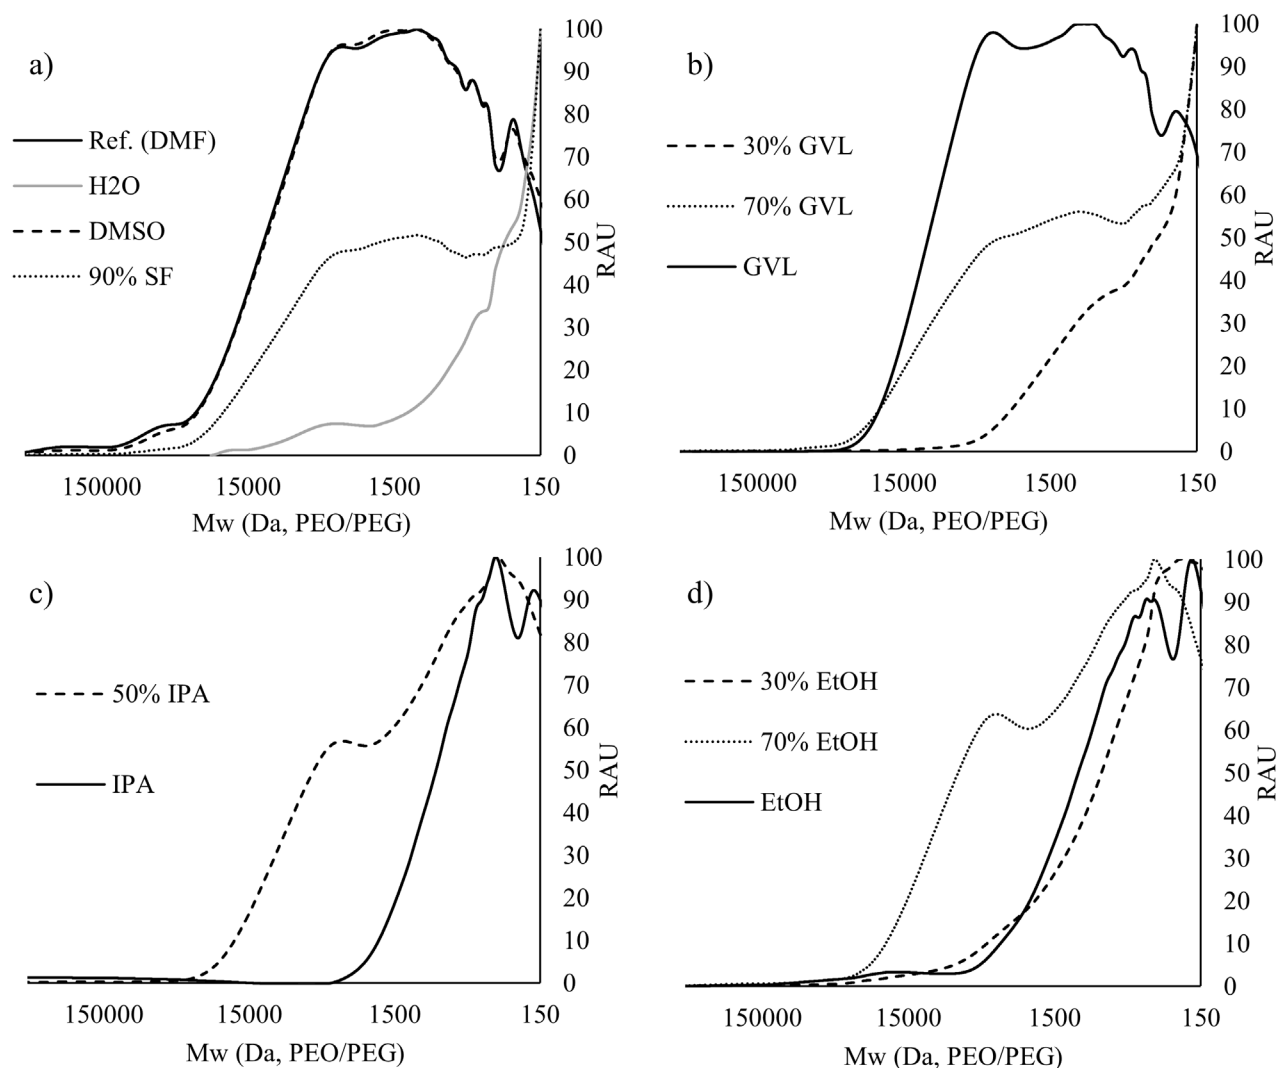 a)
Ref. (DMF)
H2O
DMSO
90% SF
100
90
80
70
60
50
40
30
20
10
0
RAU
150000 15000 1500 150
Mw (Da, PEO/PEG)
b)
30% GVL
70% GVL
GVL
100
90
80
70
60
50
40
30
20
10
0
RAU
150000 15000 1500 150
Mw (Da, PEO/PEG)
c)
50% IPA
IPA
100
90
80
70
60
50
40
30
20
10
0
RAU
150000 15000 1500 150
Mw (Da, PEO/PEG)
d)
30% EtOH
70% EtOH
EtOH
100
90
80
70
60
50
40
30
20
10
0
RAU
150000 15000 1500 150
Mw (Da, PEO/PEG)